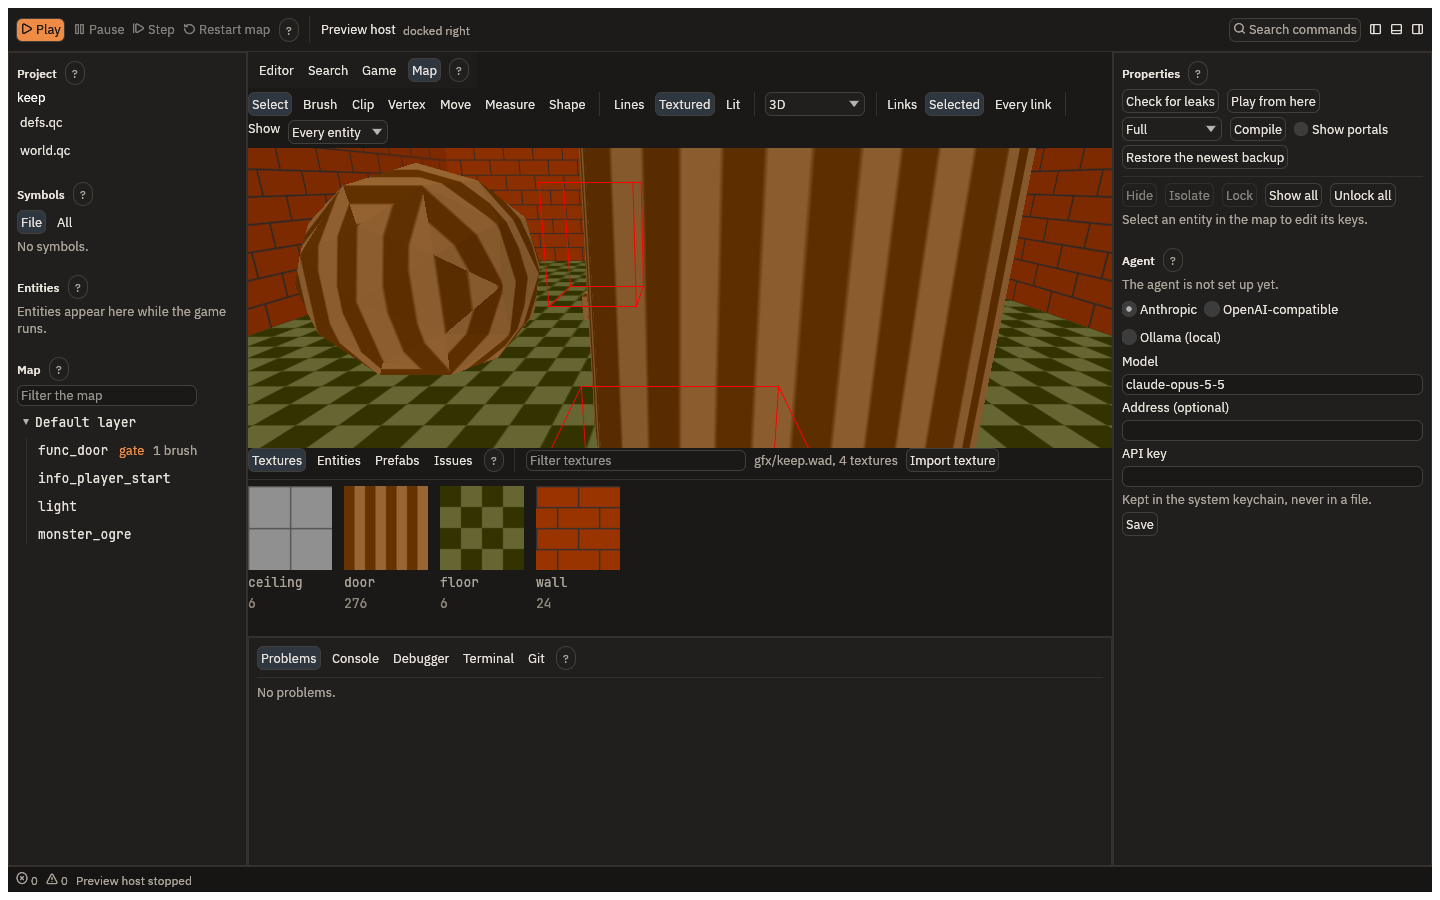 Play Pause Step Restart map ? Preview host docked right Search commands
Project ?
keep
defs.qc
world.qc
Symbols ?
File All
No symbols.
Entities ?
Entities appear here while the game
runs.
Map ?
Filter the map
Default layer
func_door gate 1 brush
info_player_start
light
monster_ogre
Editor Search Game Map ?
Select Brush Clip Vertex Move Measure Shape Lines Textured Lit 3D Links Selected Every link
Show Every entity
Textures Entities Prefabs Issues ? Filter textures gfx/keep.wad, 4 textures Import texture
ceiling door floor wall
6 276 6 24
Problems Console Debugger Terminal Git ?
No problems.
Properties ?
Check for leaks Play from here
Full Compile Show portals
Restore the newest backup
Hide Isolate Lock Show all Unlock all
Select an entity in the map to edit its keys.
Agent ?
The agent is not set up yet.
Anthropic OpenAI-compatible
Ollama (local)
Model
claude-opus-5-5
Address (optional)
API key
Kept in the system keychain, never in a file.
Save
0 0 Preview host stopped